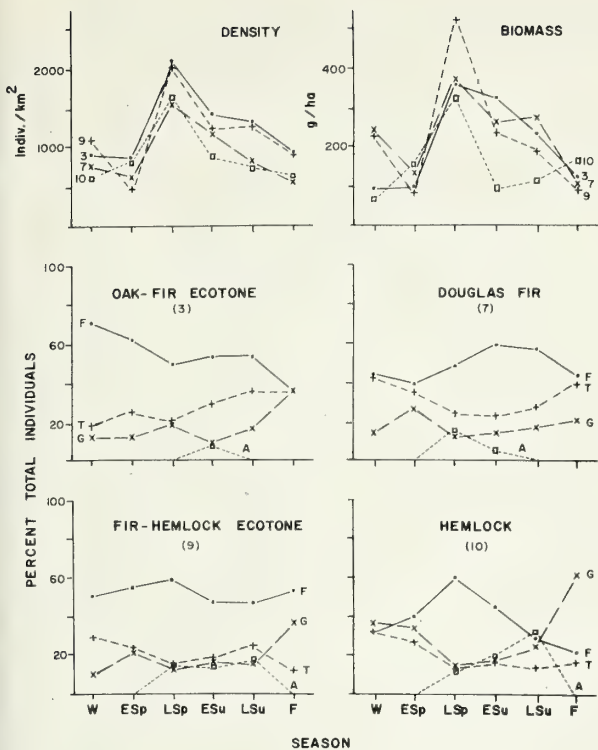 DENSITY
Indiv./km2
2000
1000
9
3
7
10
BIOMASS
g/ha
400
200
10
3
7
9
PERCENT TOTAL INDIVIDUALS
OAK-FIR ECOTONE
(3)
100
60
20
F
T
G
A
DOUGLAS FIR
(7)
F
T
G
A
FIR-HEMLOCK ECOTONE
(9)
100
60
20
F
G
T
A
W ESp LSp ESu LSu F
HEMLOCK
(10)
G
F
T
A
W ESp LSp ESu LSu F
SEASON